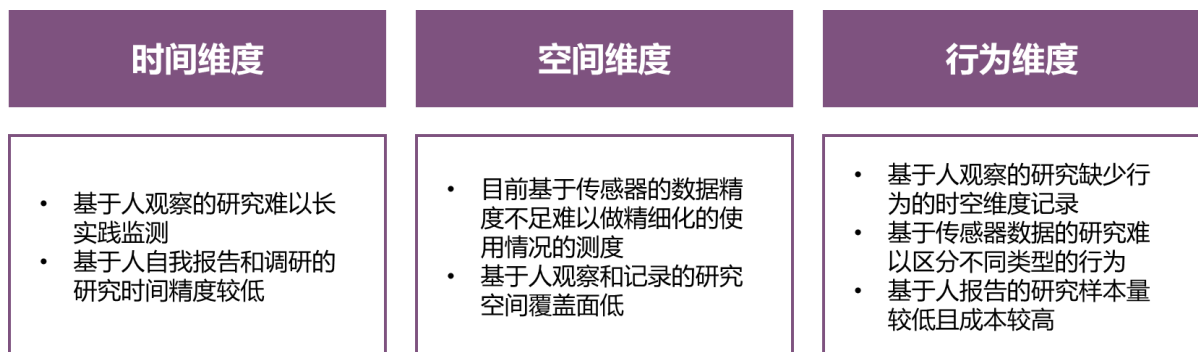 时间维度
基于人观察的研究难以长
实践监测
基于人自我报告和调研的
研究时间精度较低
空间维度
目前基于传感器的数据精
度不足难以做精细化的使
用情况的测度
基于人观察和记录的研究
空间覆盖面低
行为维度
基于人观察的研究缺少行
为的时空维度记录
基于传感器数据的研究难
以区分不同类型的行为
基于人报告的研究样本量
较低且成本较高